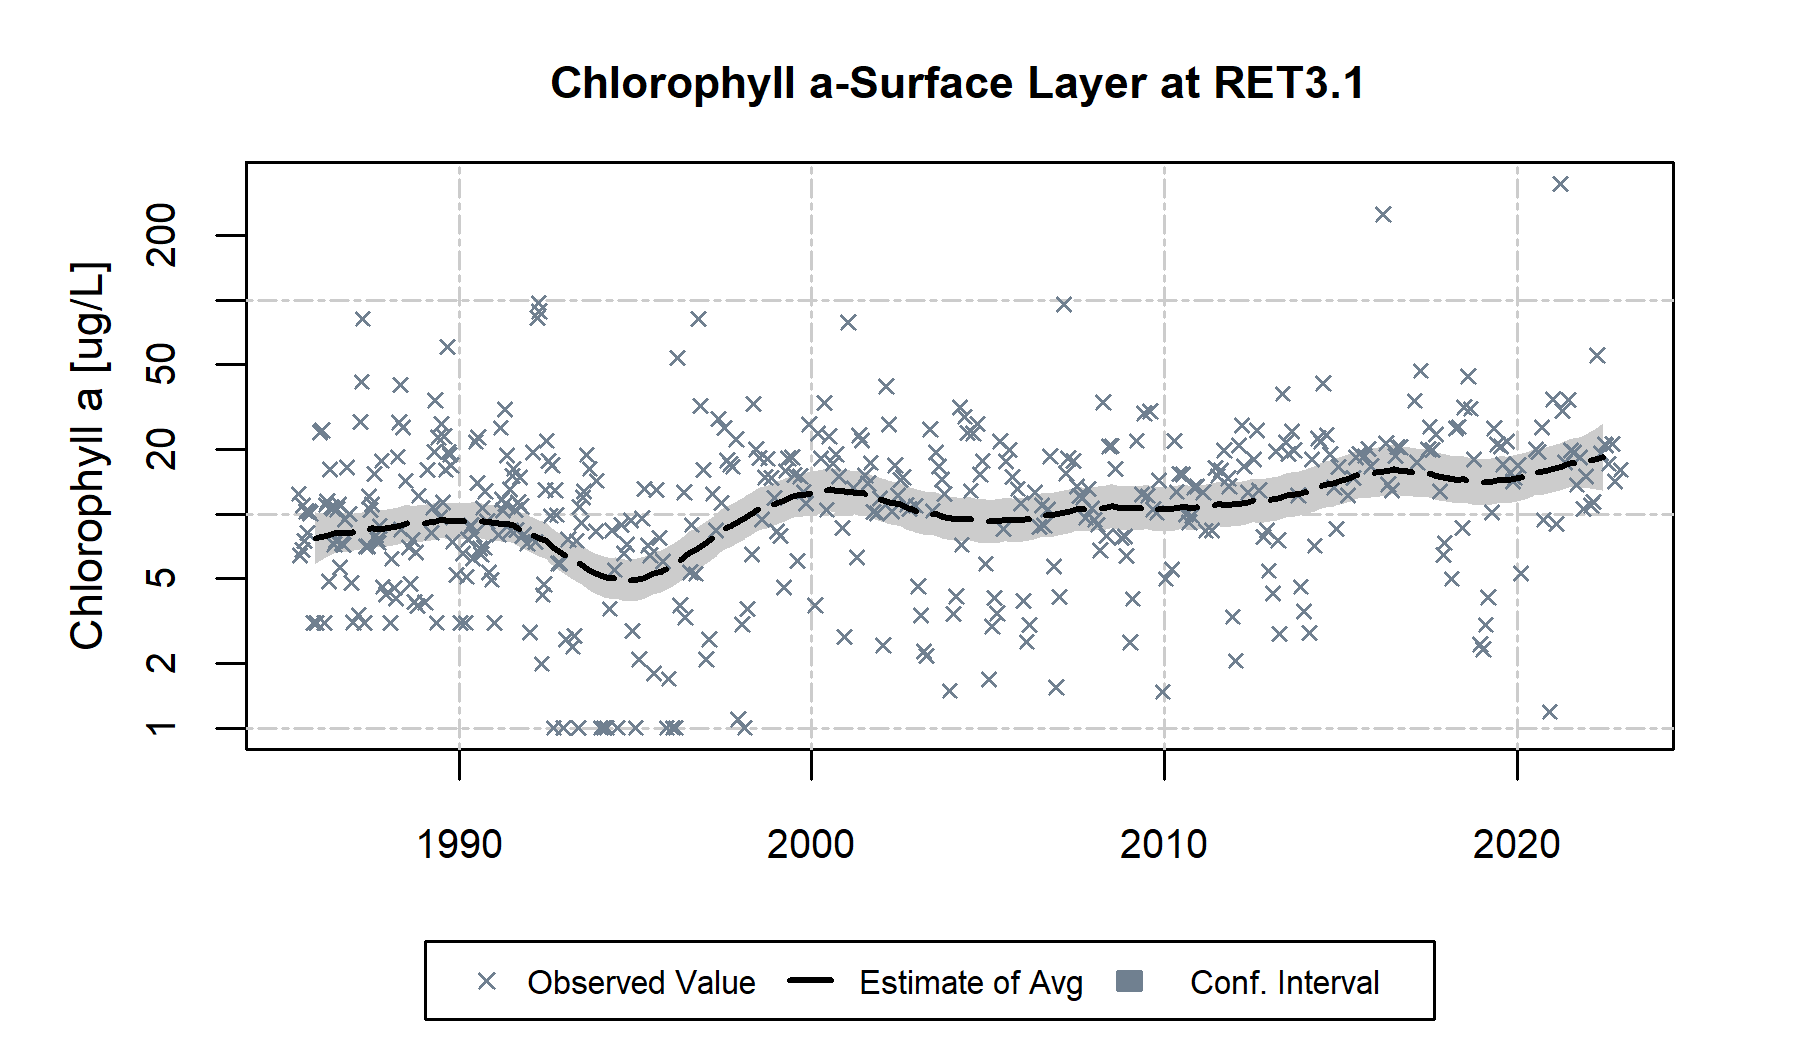 Chlorophyll a-Surface Layer at RET3.1
Chlorophyll a [ug/L]
200
50
20
5
2
1
1990 2000 2010 2020
Observed Value Estimate of Avg Conf. Interval